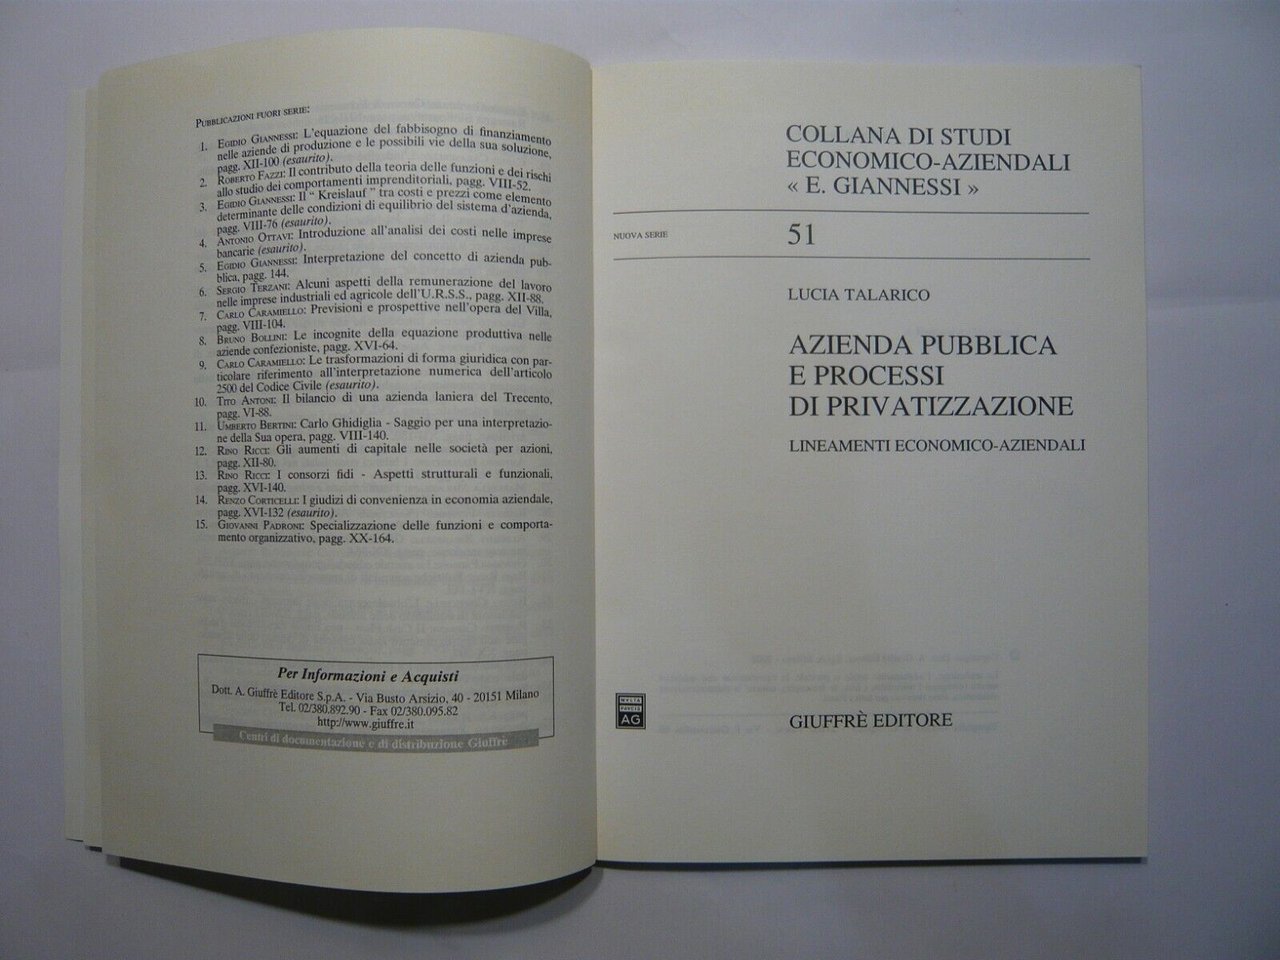 PUBBLICAZIONI FUORI SERIE:
1. EGIDIO GIANNESSI: L'equazione del fabbisogno di finanziamento
nelle aziende di produzione e le possibili vie della sua soluzione,
pagg. XII-100 (esaurito).
2. ROBERTO FAZZI: Il contributo della teoria delle funzioni e dei rischi
allo studio dei comportamenti imprenditoriali, pagg. VIII-52.
3. EGIDIO GIANNESSI: Il " Kreislauf " tra costi e prezzi come elemento
determinante delle condizioni di equilibrio del sistema d'azienda,
pagg. VIII-76 (esaurito).
4. ANTONIO OTTAVI: Introduzione all'analisi dei costi nelle imprese
bancarie (esaurito).
5. EGIDIO GIANNESSI: Interpretazione del concetto di azienda pub-
blica, pagg. 144.
6. SERGIO TERZANI: Alcuni aspetti della remunerazione del lavoro
nelle imprese industriali ed agricole dell'U.R.S.S., pagg. XII-88.
7. CARLO CARAMIELLO: Previsioni e prospettive nell'opera del Villa,
pagg. VIII-104.
8. BRUNO BOLLINI: Le incognite della equazione produttiva nelle
aziende confezioniste, pagg. XVI-64.
9. CARLO CARAMIELLO: Le trasformazioni di forma giuridica con par-
ticolare riferimento all'interpretazione numerica dell'articolo
2500 del Codice Civile (esaurito).
10. TITO ANTONI: Il bilancio di una azienda laniera del Trecento,
pagg. VI-88.
11. UMBERTO BERTINI: Carlo Ghidiglia - Saggio per una interpretazio-
ne della Sua opera, pagg. VIII-140.
12. RINO RICCI: Gli aumenti di capitale nelle società per azioni,
pagg. XII-80.
13. RINO RICCI: I consorzi fidi - Aspetti strutturali e funzionali,
pagg. XVI-140.
14. RENZO CORTICELLI: I giudizi di convenienza in economia aziendale,
pagg. XVI-132 (esaurito).
15. GIOVANNI PADRONI: Specializzazione delle funzioni e comporta-
mento organizzativo, pagg. XX-164.
Per Informazioni e Acquisti
Dott. A. Giuffrè Editore S.p.A. - Via Busto Arsizio, 40 - 20151 Milano
Tel. 02/380.892.90 - Fax 02/380.095.82
http://www.giuffre.it
Centri di documentazione e di distribuzione Giuffrè
COLLANA DI STUDI
ECONOMICO-AZIENDALI
« E. GIANNESSI »
NUOVA SERIE 51
LUCIA TALARICO
AZIENDA PUBBLICA
E PROCESSI
DI PRIVATIZZAZIONE
LINEAMENTI ECONOMICO-AZIENDALI
MVLTA
PAVCIS
AG
GIUFFRÈ EDITORE